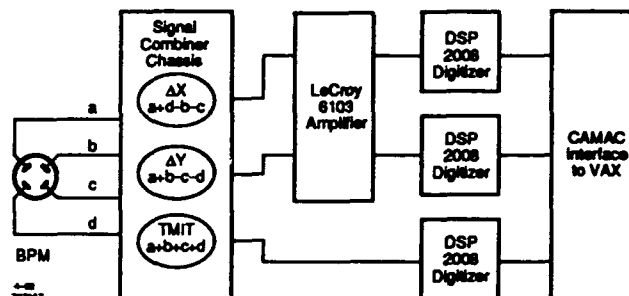 Signal
Combiner
Chassis
ΔX
a+d-b-c
ΔY
a+b-c-d
TMIT
a+b+c+d
a
b
c
d
BPM
LeCroy
6103
Amplifier
DSP
2008
Digitizer
DSP
2008
Digitizer
DSP
2008
Digitizer
CAMAC
interface
to VAX